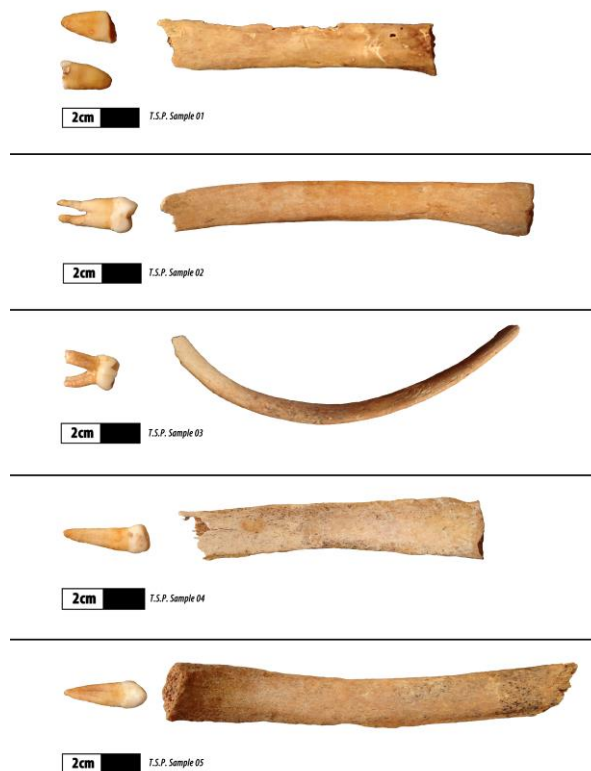 2cm T.S.P. Sample 01
2cm T.S.P. Sample 02
2cm T.S.P. Sample 03
2cm T.S.P. Sample 04
2cm T.S.P. Sample 05